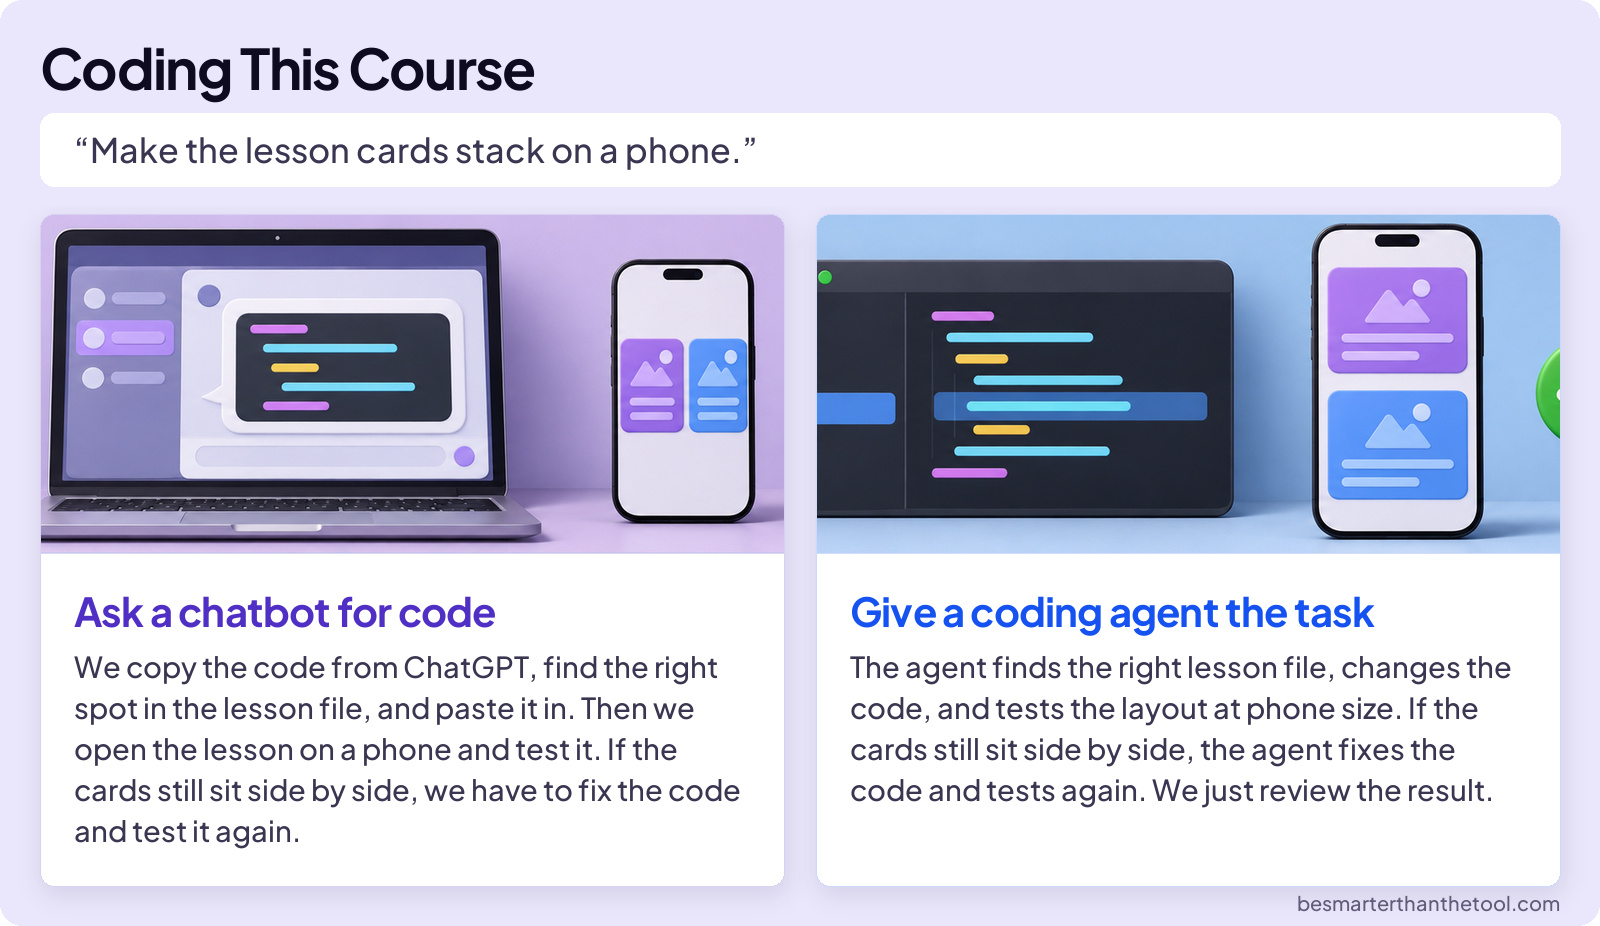 Coding This Course
“Make the lesson cards stack on a phone.”
Ask a chatbot for code
We copy the code from ChatGPT, find the right
spot in the lesson file, and paste it in. Then we
open the lesson on a phone and test it. If the
cards still sit side by side, we have to fix the code
and test it again.
Give a coding agent the task
The agent finds the right lesson file, changes the
code, and tests the layout at phone size. If the
cards still sit side by side, the agent fixes the
code and tests again. We just review the result.
besmarterthanthetool.com